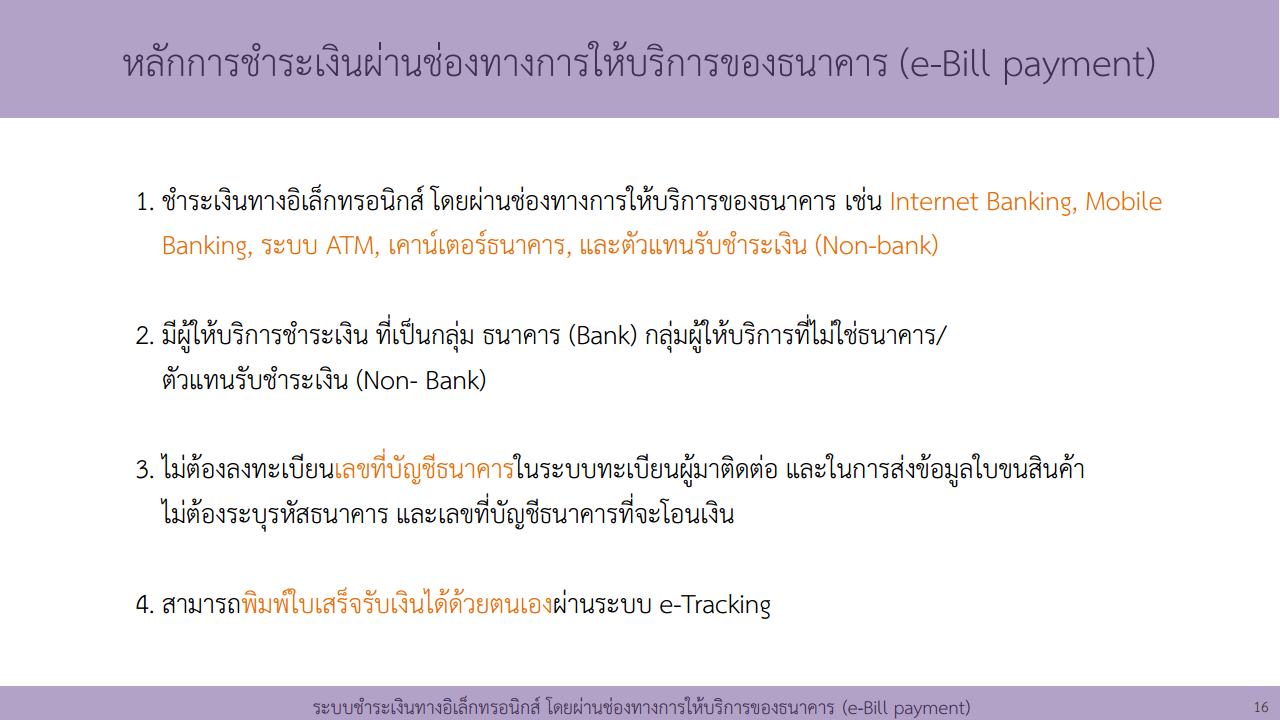 หลักการชำระเงินผ่านช่องทางการให้บริการของธนาคาร (e-Bill payment)
1. ชำระเงินทางอิเล็กทรอนิกส์ โดยผ่านช่องทางการให้บริการของธนาคาร เช่น Internet Banking, Mobile
Banking, ระบบ ATM, เคาน์เตอร์ธนาคาร, และตัวแทนรับชำระเงิน (Non-bank)
2. มีผู้ให้บริการชำระเงิน ที่เป็นกลุ่ม ธนาคาร (Bank) กลุ่มผู้ให้บริการที่ไม่ใช่ธนาคาร/
ตัวแทนรับชำระเงิน (Non- Bank)
3. ไม่ต้องลงทะเบียนเลขที่บัญชีธนาคารในระบบทะเบียนผู้มาติดต่อ และในการส่งข้อมูลใบขนสินค้า
ไม่ต้องระบุรหัสธนาคาร และเลขที่บัญชีธนาคารที่จะโอนเงิน
4. สามารถพิมพ์ใบเสร็จรับเงินได้ด้วยตนเองผ่านระบบ e-Tracking
ระบบชำระเงินทางอิเล็กทรอนิกส์ โดยผ่านช่องทางการให้บริการของธนาคาร (e-Bill payment)
16